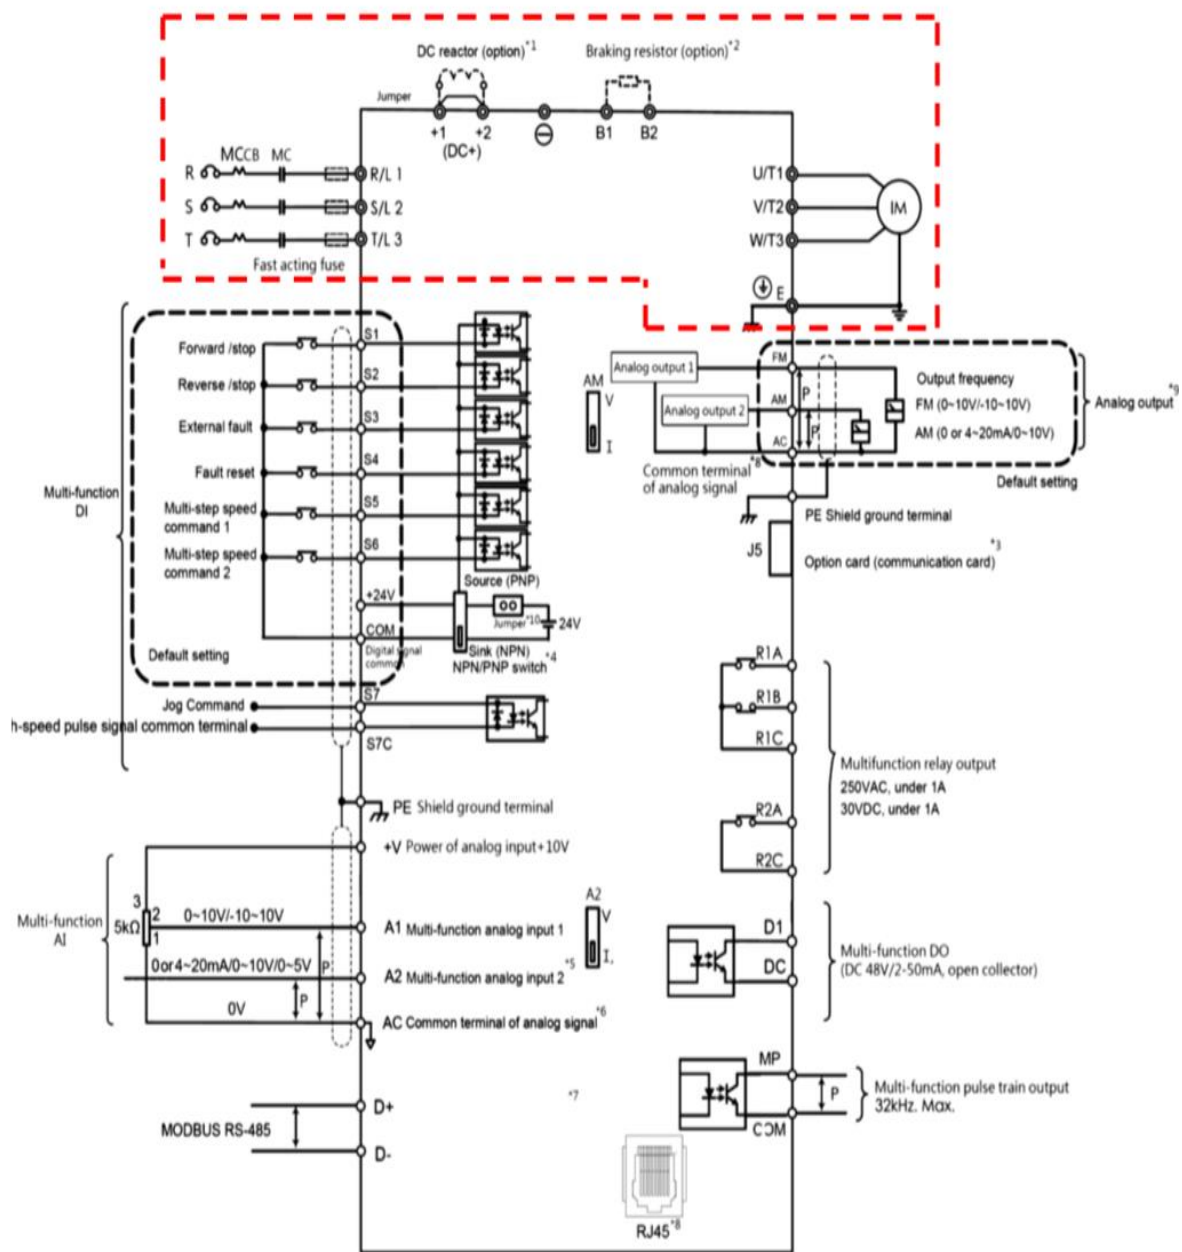 DC reactor (option)*1
Braking resistor (option)*2
Jumper
+1
+2
(DC+)
⊖
B1
B2
MCCB
MC
R
R/L 1
S
S/L 2
T
T/L 3
Fast acting fuse
U/T1
V/T2
W/T3
IM
E
Multi-function
DI
Forward /stop
S1
Reverse /stop
S2
External fault
S3
Fault reset
S4
Multi-step speed
command 1
S5
Multi-step speed
command 2
S6
Source (PNP)
+24V
Jumper*10
24V
COM
Digital signal
common
Sink (NPN)
NPN/PNP switch*4
Default setting
Jog Command
S7
h-speed pulse signal common terminal
S7C
PE Shield ground terminal
AM
V
I
Analog output 1
Analog output 2
FM
AM
AC
P
P
Output frequency
FM (0~10V/-10~10V)
AM (0 or 4~20mA/0~10V)
Analog output*9
Common terminal*8
of analog signal
Default setting
PE Shield ground terminal
J5
Option card (communication card)*3
R1A
R1B
R1C
R2A
R2C
Multifunction relay output
250VAC, under 1A
30VDC, under 1A
Multi-function
AI
+V Power of analog input+10V
3
2
1
5kΩ
0~10V/-10~10V
A1 Multi-function analog input 1
0or4~20mA/0~10V/0~5V
P
A2 Multi-function analog input 2*5
P
0V
AC Common terminal of analog signal*6
A2
V
I.
D1
DC
Multi-function DO
(DC 48V/2-50mA, open collector)
MP
P
COM
Multi-function pulse train output
32kHz. Max.
*7
MODBUS RS-485
D+
D-
RJ45*8